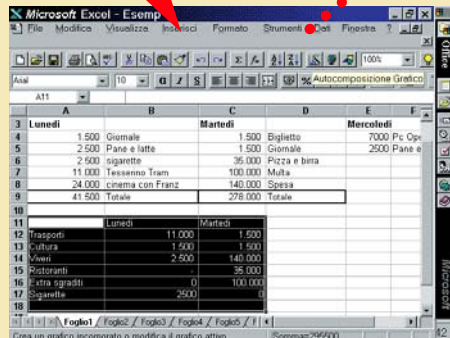 Microsoft Excel - Esemp
File Modifica Visualizza Inserisci Formato Strumenti Dati Finestra ?
100%
Arial 10 G I S %
Autocomposizione Grafico
A11
A B C D E F
3 Lunedì Martedì Mercoledì
4 1.500 Giornale 1.500 Biglietto 7000 Pc Ope
5 2.500 Pane e latte 1.500 Giornale 2500 Pane e
6 2.500 sigarette 35.000 Pizza e birra
7 11.000 Tesserino Tram 100.000 Multa
8 24.000 cinema con Franz 140.000 Spesa
9 41.500 Totale 278.000 Totale
10
11 Lunedì Martedì
12 Trasporti 11.000 1.500
13 Cultura 1.500 1.500
14 Viveri 2.500 140.000
15 Ristoranti - 35.000
16 Extra sgraditi 0 100.000
17 Sigarette 2500 0
18
Foglio1 Foglio2 Foglio3 Foglio4 Foglio5
Crea un grafico incorporato o modifica il grafico attivo Somma=295500
Office
Microsoft
42